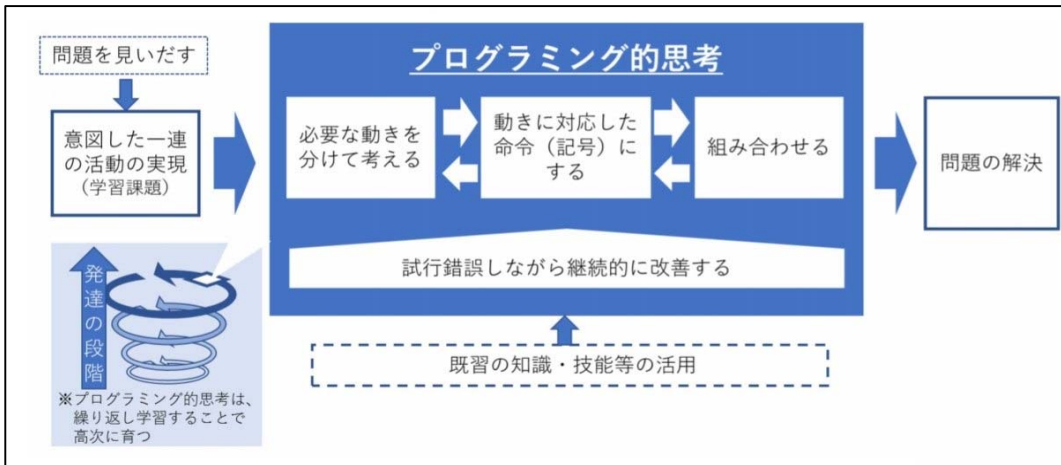 問題を見いだす
意図した一連
の活動の実現
(学習課題)
プログラミング的思考
必要な動きを
分けて考える
動きに対応した
命令(記号)に
する
組み合わせる
試行錯誤しながら継続的に改善する
問題の解決
既習の知識・技能等の活用
発達の段階
※プログラミング的思考は、
繰り返し学習することで
高次に育つ